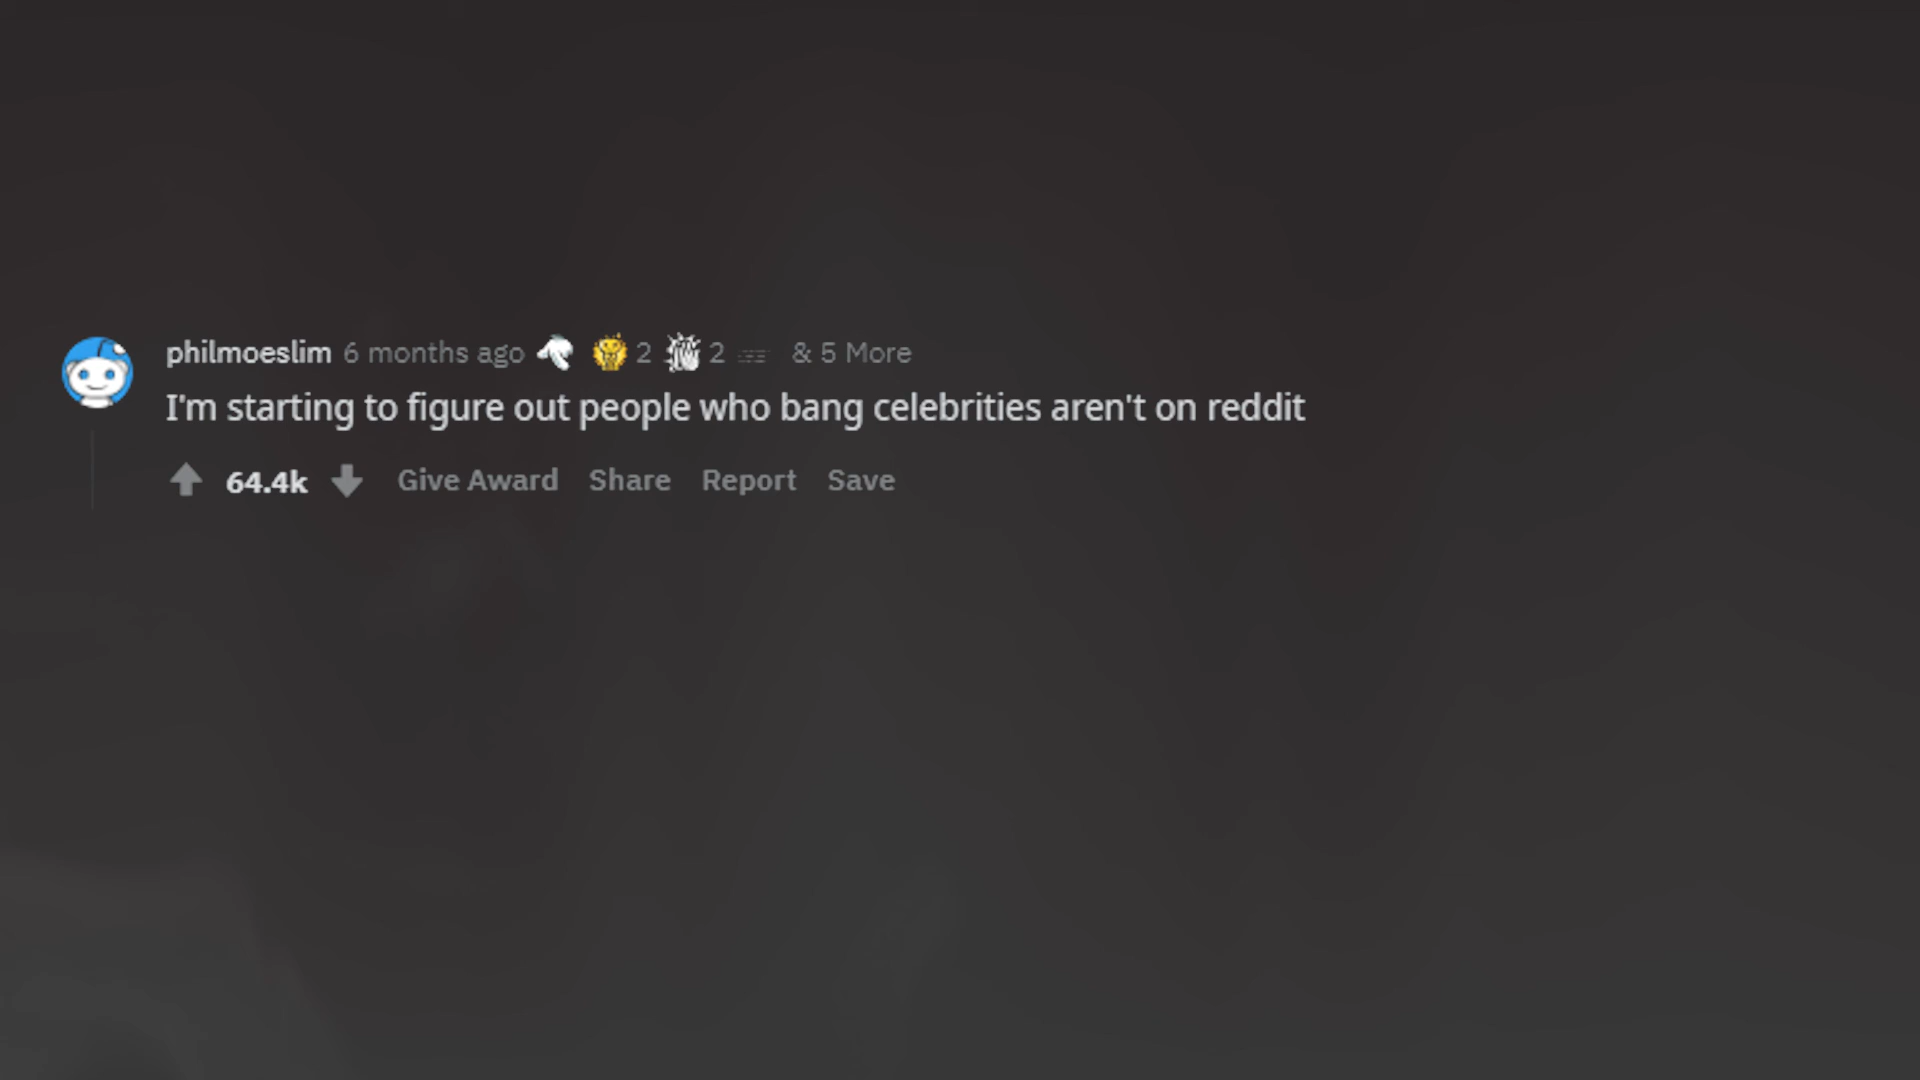 philmoeslim 6 months ago 2 2 & 5 More
I'm starting to figure out people who bang celebrities aren't on reddit
64.4k Give Award Share Report Save